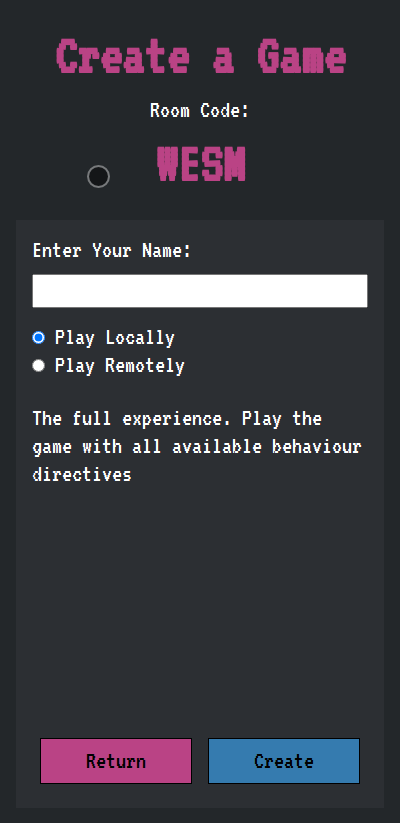 Create a Game
Room Code:
WESM
Enter Your Name:
Play Locally
Play Remotely
The full experience. Play the
game with all available behaviour
directives
Return
Create